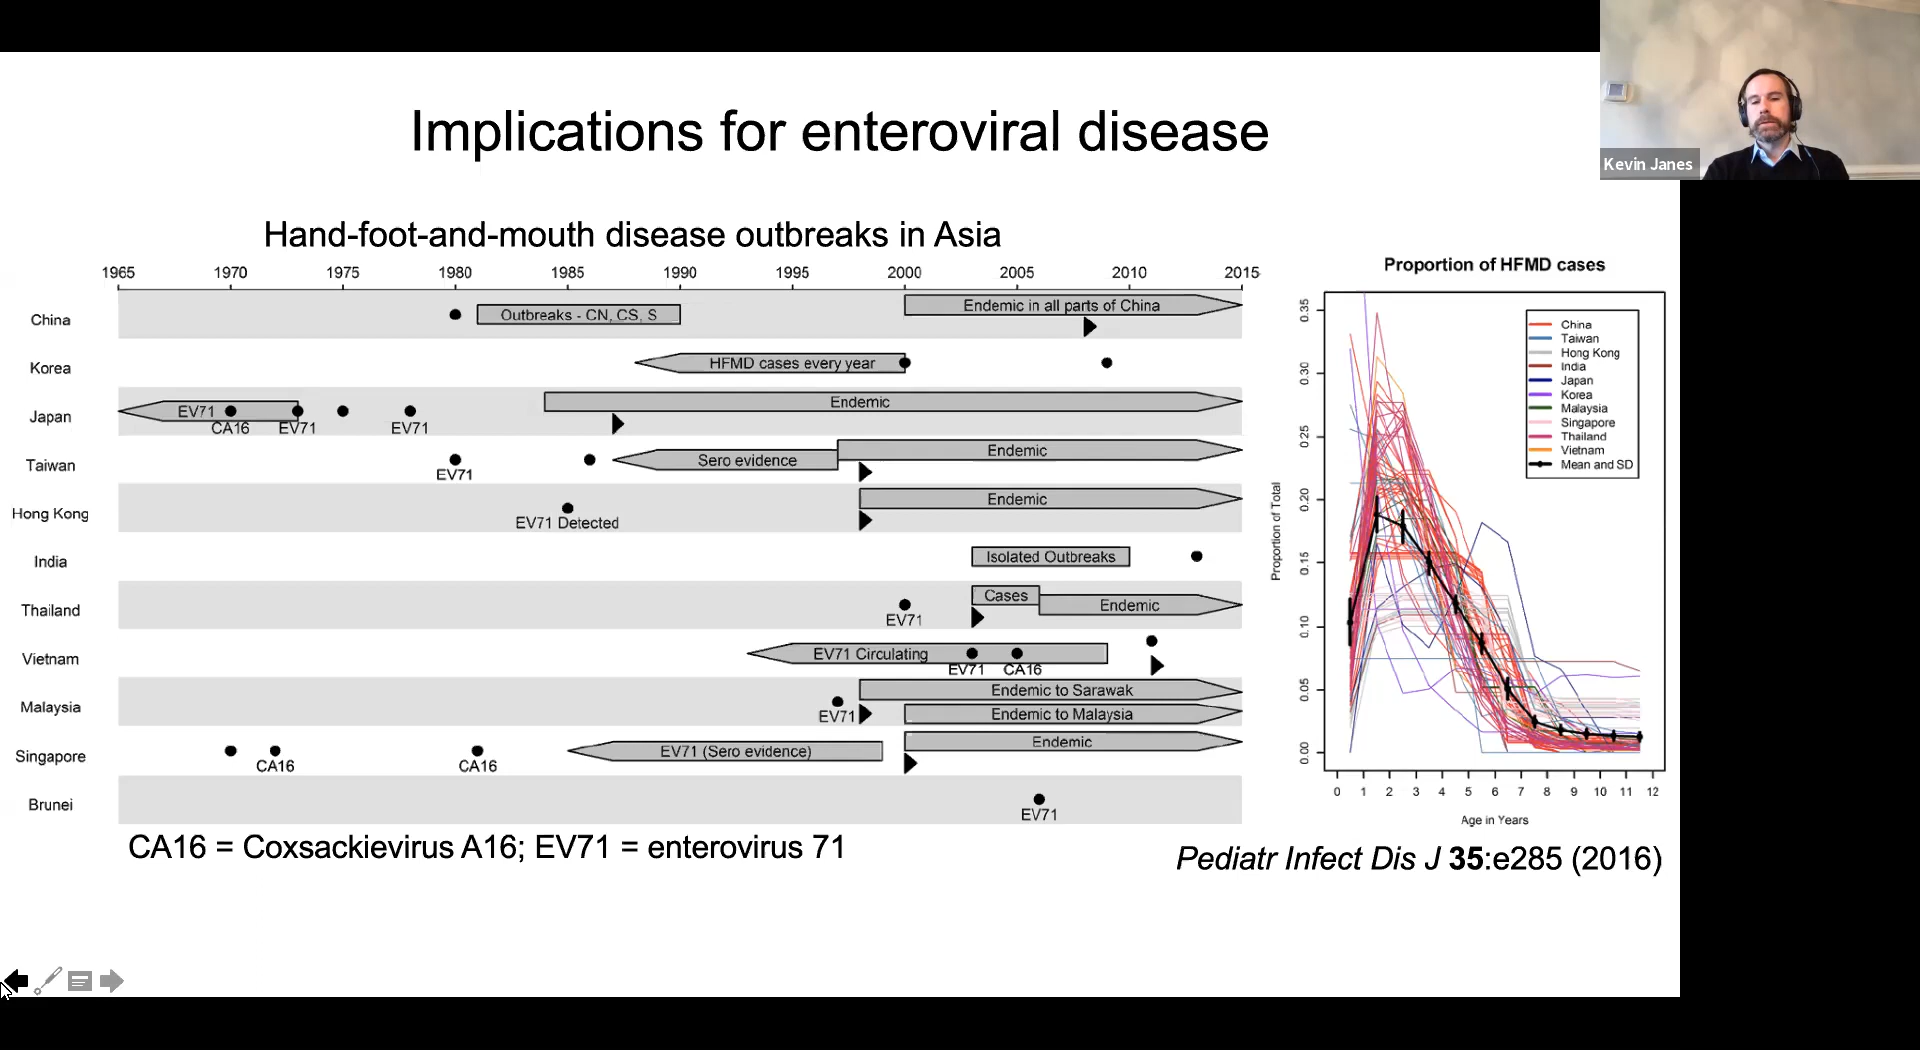 Implications for enteroviral disease
Kevin Janes
Hand-foot-and-mouth disease outbreaks in Asia
1965 1970 1975 1980 1985 1990 1995 2000 2005 2010 2015
China
Outbreaks - CN, CS, S
Endemic in all parts of China
Korea
HFMD cases every year
Japan
EV71
CA16
EV71
EV71
Endemic
Taiwan
EV71
Sero evidence
Endemic
Hong Kong
EV71 Detected
Endemic
India
Isolated Outbreaks
Thailand
EV71
Cases
Endemic
Vietnam
EV71 Circulating
EV71
CA16
Malaysia
EV71
Endemic to Sarawak
Endemic to Malaysia
Singapore
CA16
CA16
EV71 (Sero evidence)
Endemic
Brunei
EV71
CA16 = Coxsackievirus A16; EV71 = enterovirus 71
Proportion of HFMD cases
Proportion of Total
0.35
0.30
0.25
0.20
0.15
0.10
0.05
0.00
China
Taiwan
Hong Kong
India
Japan
Korea
Malaysia
Singapore
Thailand
Vietnam
Mean and SD
0 1 2 3 4 5 6 7 8 9 10 11 12
Age in Years
Pediatr Infect Dis J 35:e285 (2016)